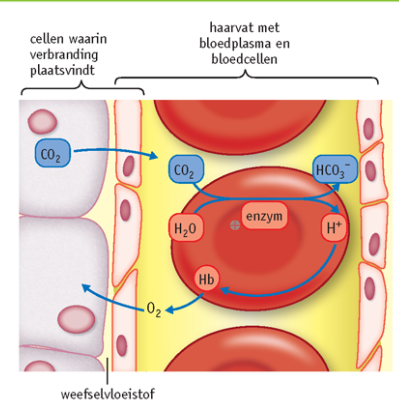 cellen waarin
verbranding
plaatsvindt
haarvat met
bloedplasma en
bloedcellen
CO₂
CO₂
HCO₃⁻
H₂O
enzym
H⁺
Hb
O₂
weefselvloeistof